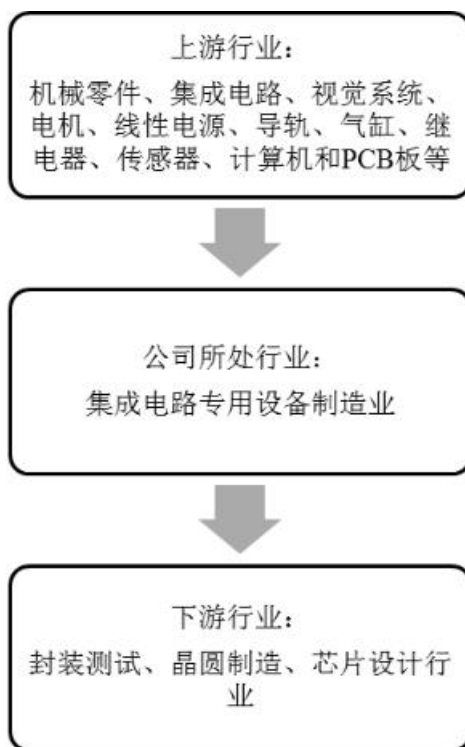 上游行业：
机械零件、集成电路、视觉系统、
电机、线性电源、导轨、气缸、继
电器、传感器、计算机和PCB板等
公司所处行业：
集成电路专用设备制造业
下游行业：
封装测试、晶圆制造、芯片设计行
业